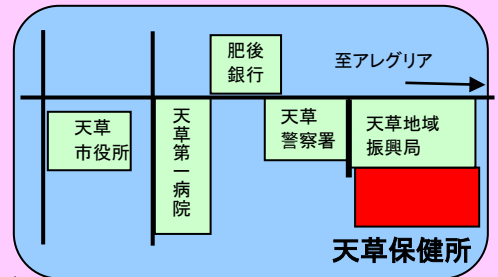 肥後
銀行
至アレグリア
天草
市役所
天草第一病院
天草
警察署
天草地域
振興局
天草保健所